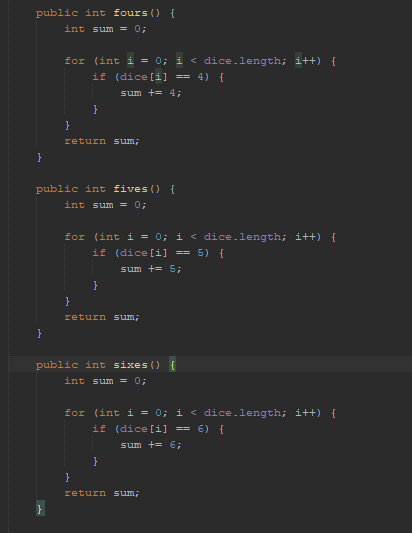 public int fours() {
    int sum = 0;

    for (int i = 0; i < dice.length; i++) {
        if (dice[i] == 4) {
            sum += 4;
        }
    }
    return sum;
}

public int fives() {
    int sum = 0;

    for (int i = 0; i < dice.length; i++) {
        if (dice[i] == 5) {
            sum += 5;
        }
    }
    return sum;
}

public int sixes() {
    int sum = 0;

    for (int i = 0; i < dice.length; i++) {
        if (dice[i] == 6) {
            sum += 6;
        }
    }
    return sum;
}